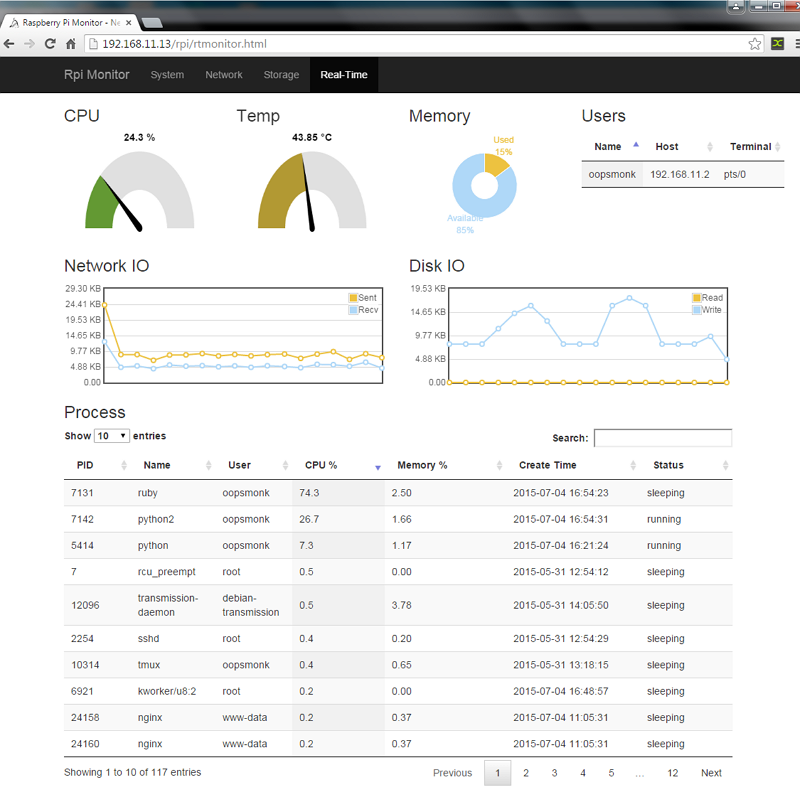 Raspberry Pi Monitor - Ne
192.168.11.13/rpi/rtmonitor.html
Rpi Monitor System Network Storage Real-Time
CPU Temp Memory Users
24.3 %
43.85 °C
Used
15%
Available
85%
Name Host Terminal
oopsmonk 192.168.11.2 pts/0
Network IO
29.30 KB
24.41 KB
19.53 KB
14.65 KB
9.77 KB
4.88 KB
0.00
Sent
Recv
Disk IO
19.53 KB
14.65 KB
9.77 KB
4.88 KB
0.00
Read
Write
Process
Show 10 entries
Search:
PID Name User CPU % Memory % Create Time Status
7131 ruby oopsmonk 74.3 2.50 2015-07-04 16:54:23 sleeping
7142 python2 oopsmonk 26.7 1.66 2015-07-04 16:54:31 running
5414 python oopsmonk 7.3 1.17 2015-07-04 16:21:24 running
7 rcu_preempt root 0.5 0.00 2015-05-31 12:54:12 sleeping
12096 transmission-daemon debian-transmission 0.5 3.78 2015-05-31 14:05:50 sleeping
2254 sshd root 0.4 0.20 2015-05-31 12:54:29 sleeping
10314 tmux oopsmonk 0.4 0.65 2015-05-31 13:18:15 sleeping
6921 kworker/u8:2 root 0.2 0.00 2015-07-04 16:48:57 sleeping
24158 nginx www-data 0.2 0.37 2015-07-04 11:05:31 sleeping
24160 nginx www-data 0.2 0.37 2015-07-04 11:05:31 sleeping
Showing 1 to 10 of 117 entries
Previous 1 2 3 4 5 … 12 Next